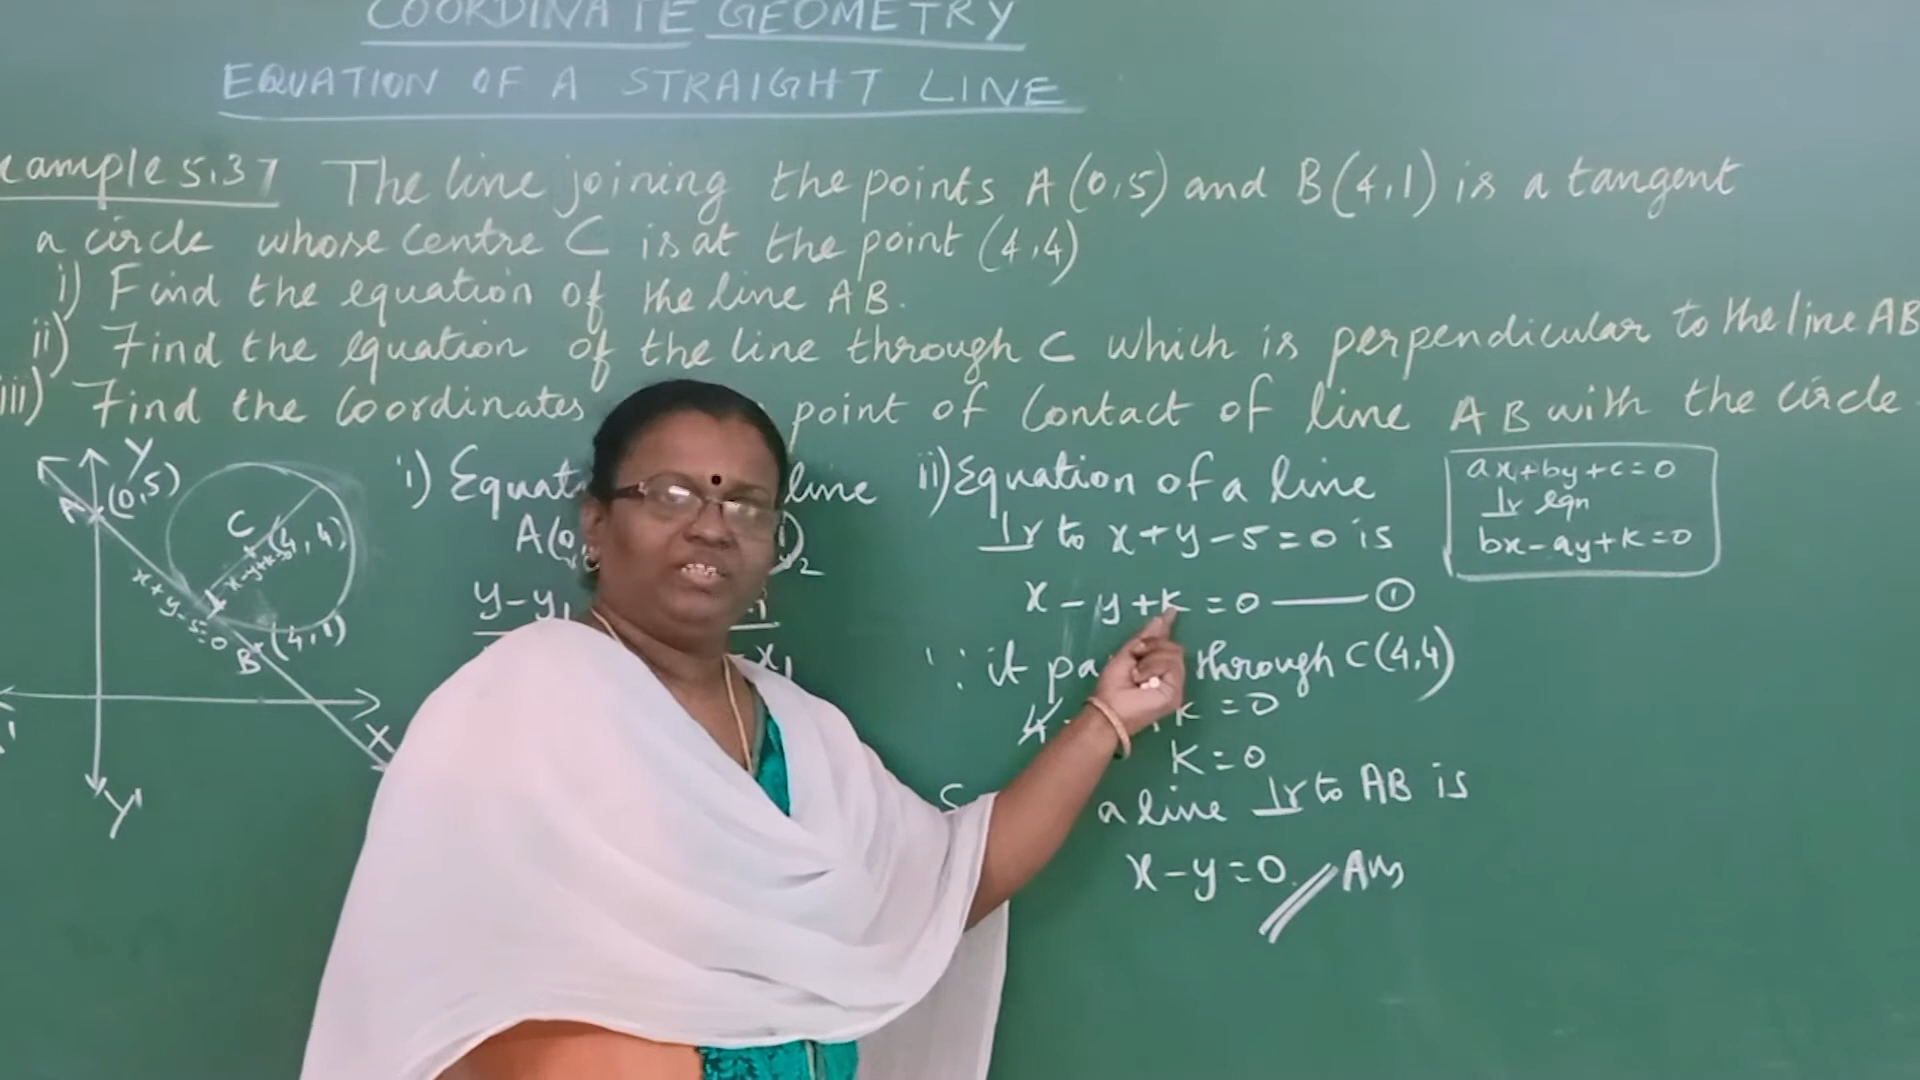 COORDINATE GEOMETRY
EQUATION OF A STRAIGHT LINE
xample 5.37 The line joining the points A (0,5) and B (4,1) is a tangent
a circle whose centre C is at the point (4,4)
i) Find the equation of the line AB.
ii) Find the equation of the line through C which is perpendicular to the line AB
iii) Find the Coordinates point of Contact of line AB with the circle.
Y
A (0,5)
C (4,4)
x-y+k=0
x+y-5=0
B (4,1)
X
Y'
i) line
A(0
y-y1
x1
ii) Equation of a line
⊥r to x+y-5=0 is
x-y+k=0 — ①
∵ it through C(4,4)
k=0
k=0
a line ⊥r to AB is
x-y=0 // Ans
ax+by+c=0
⊥r eqn
bx-ay+k=0